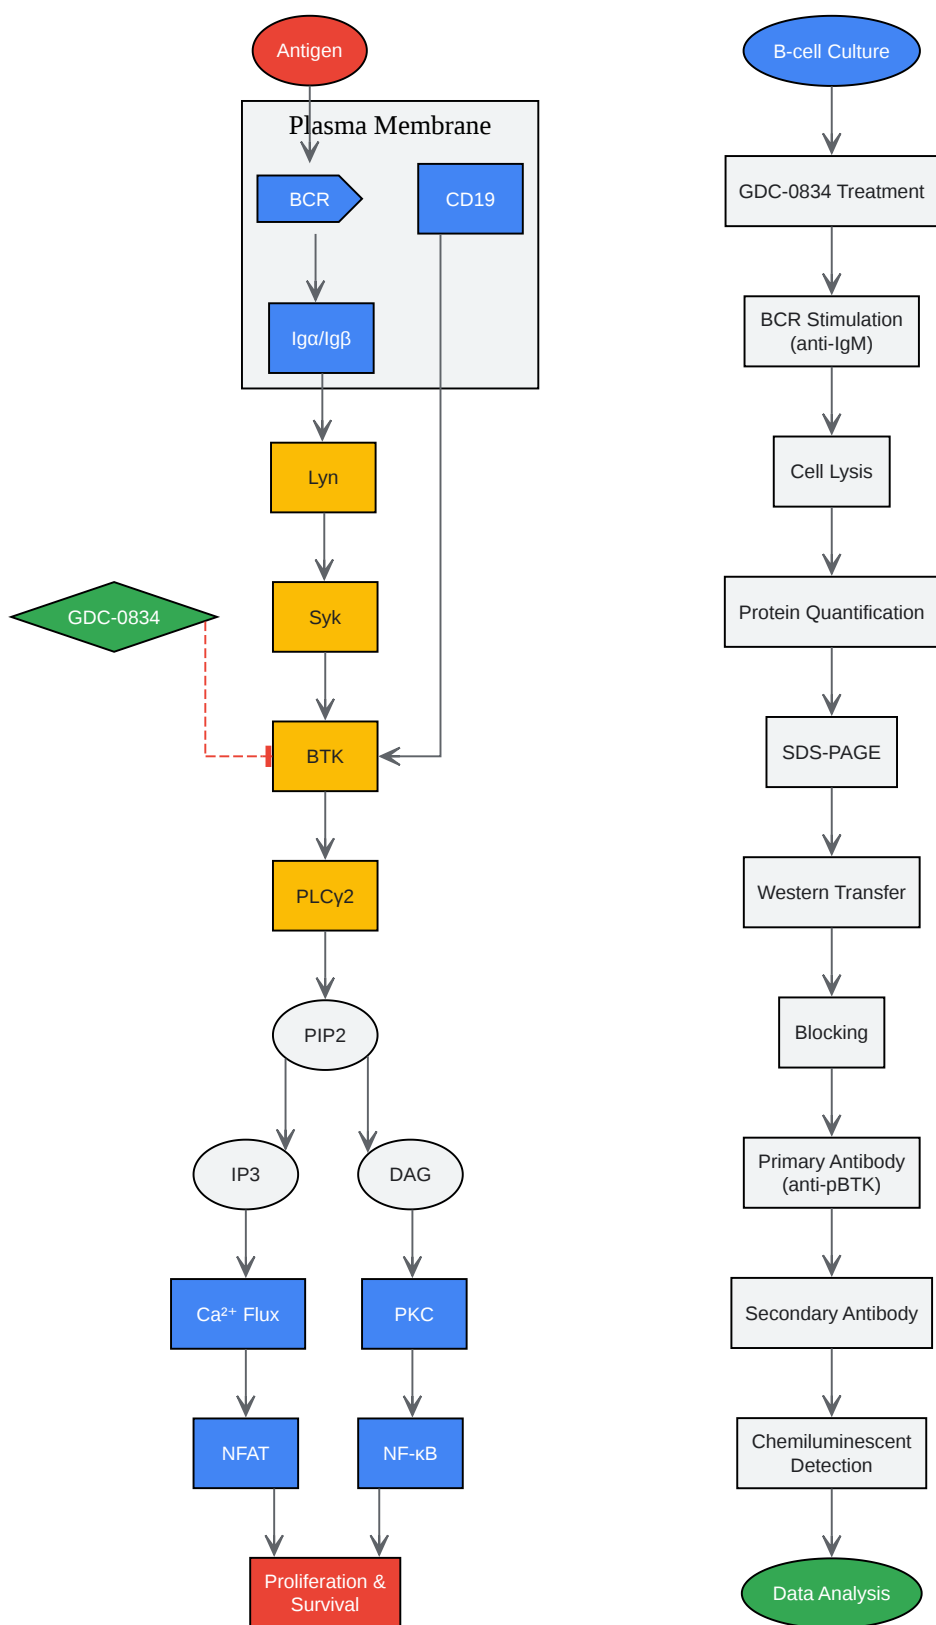 Antigen
Plasma Membrane
BCR
CD19
Igα/Igβ
Lyn
GDC-0834
Syk
BTK
PLCγ2
PIP2
IP3
DAG
Ca²⁺ Flux
PKC
NFAT
NF-κB
Proliferation &
Survival
B-cell Culture
GDC-0834 Treatment
BCR Stimulation
(anti-IgM)
Cell Lysis
Protein Quantification
SDS-PAGE
Western Transfer
Blocking
Primary Antibody
(anti-pBTK)
Secondary Antibody
Chemiluminescent
Detection
Data Analysis